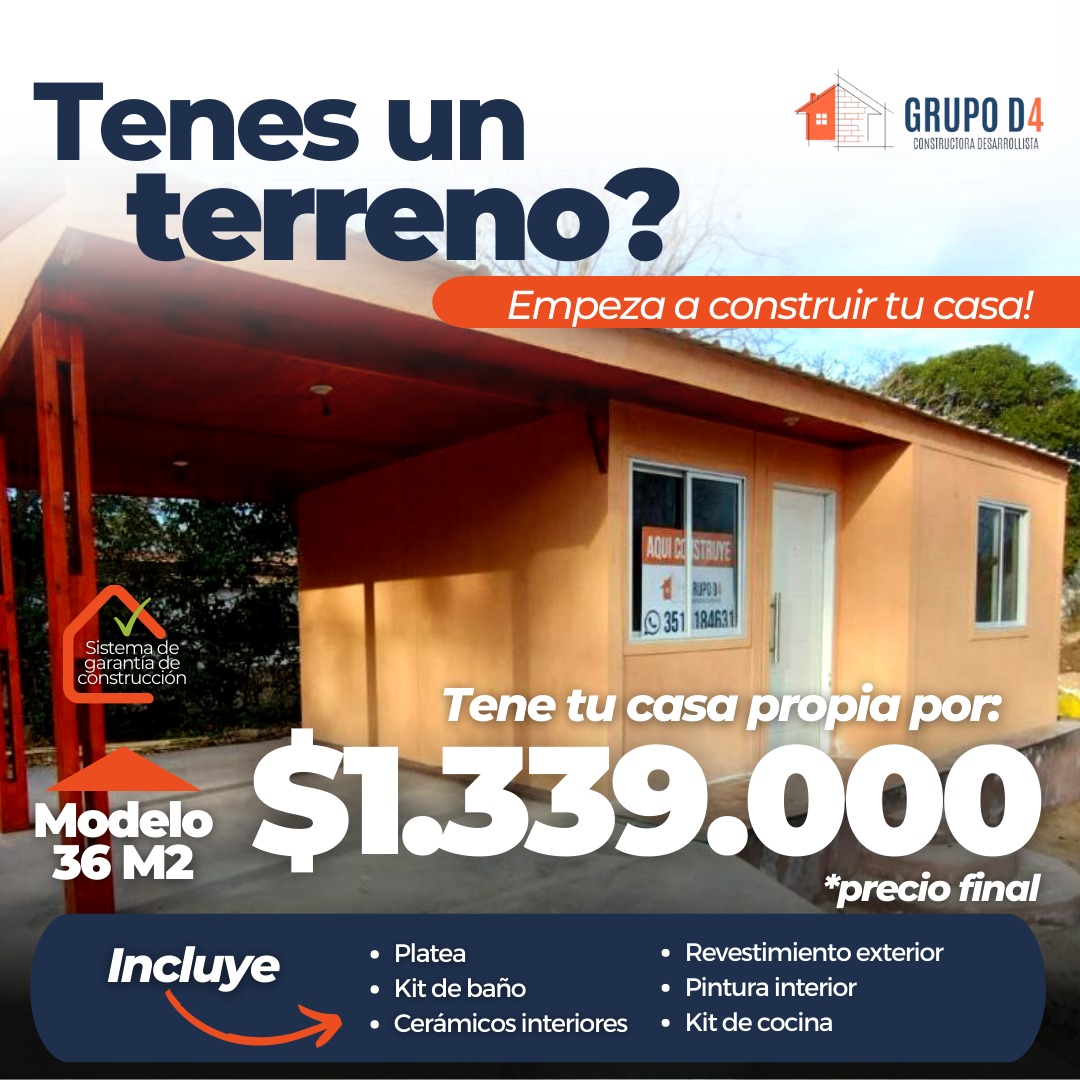 Tenes un
terreno?
GRUPO D4
CONSTRUCTORA DESARROLLISTA
Empeza a construir tu casa!
AQUI CONSTRUYE
GRUPO D4
Sistema de
garantía de
construcción
Tene tu casa propia por:
$1.339.000
*precio final
Modelo
36 M2
Incluye
• Platea
• Kit de baño
• Cerámicos interiores
• Revestimiento exterior
• Pintura interior
• Kit de cocina